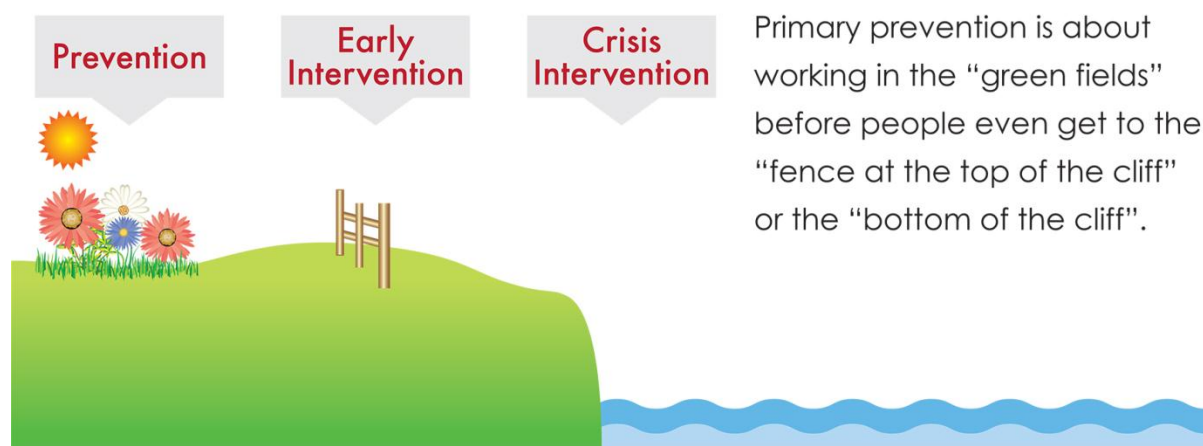 Prevention
Early
Intervention
Crisis
Intervention
Primary prevention is about
working in the “green fields”
before people even get to the
“fence at the top of the cliff”
or the “bottom of the cliff”.